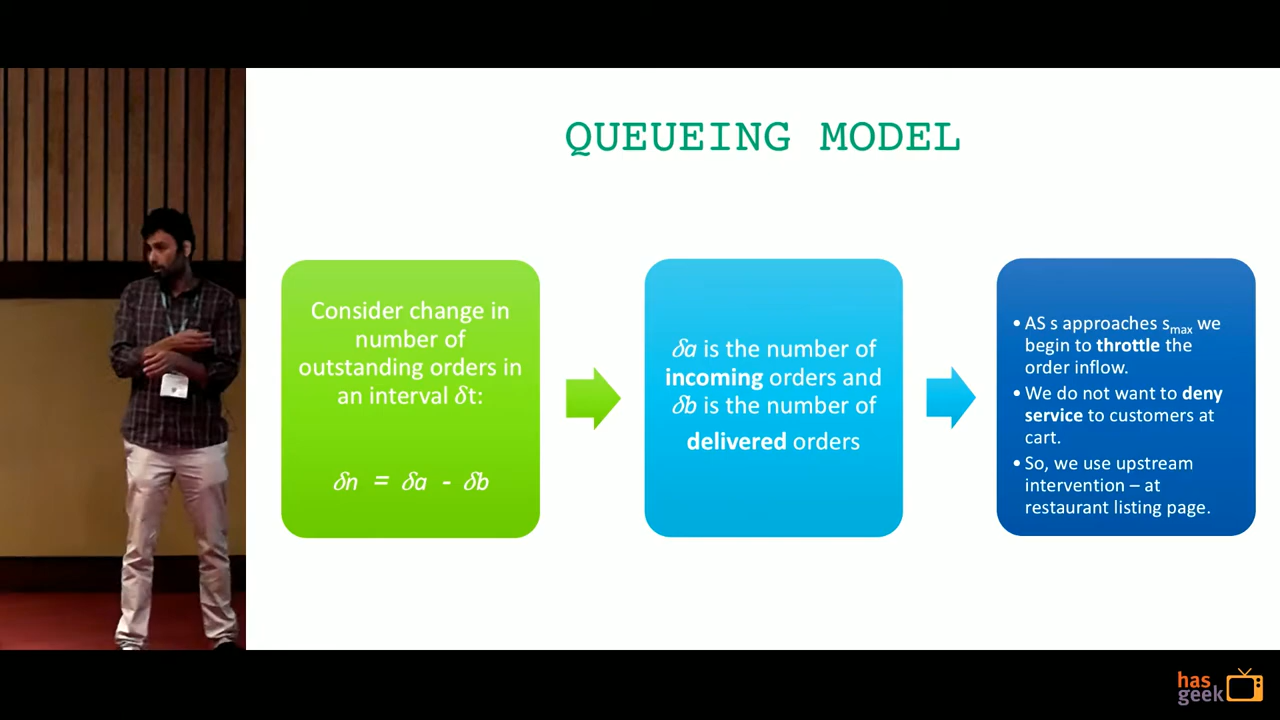 QUEUEING MODEL
Consider change in
number of
outstanding orders in
an interval 𝛿t:
𝛿n = 𝛿a - 𝛿b
𝛿a is the number of
incoming orders and
𝛿b is the number of
delivered orders
• AS s approaches smax we
begin to throttle the
order inflow.
• We do not want to deny
service to customers at
cart.
• So, we use upstream
intervention – at
restaurant listing page.
has
geek